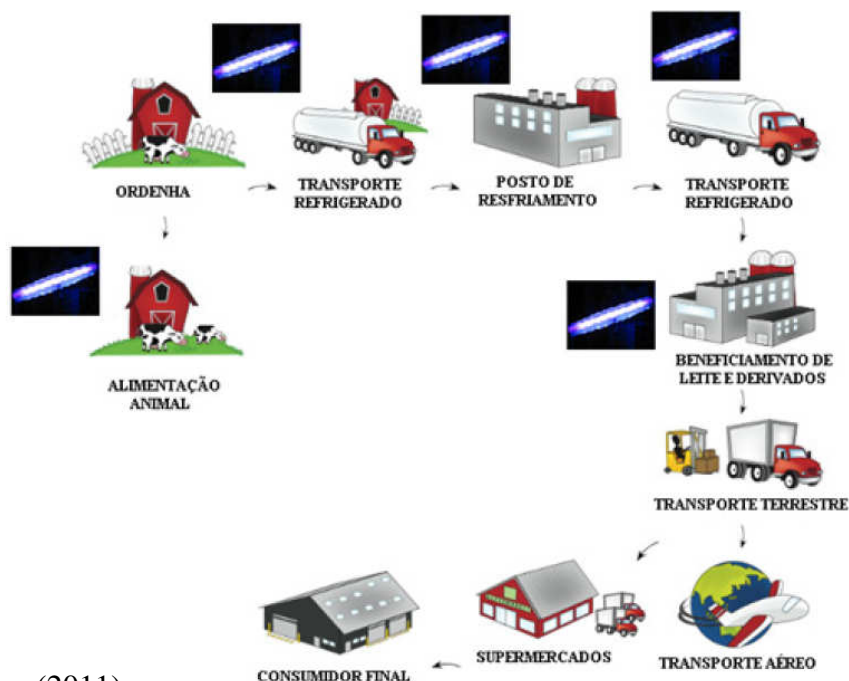 ORDENHA
TRANSPORTE
REFRIGERADO
POSTO DE
RESFRIAMENTO
TRANSPORTE
REFRIGERADO
ALIMENTAÇÃO
ANIMAL
BENEFICIAMENTO DE
LEITE E DERIVADOS
TRANSPORTE TERRESTRE
SUPERMERCADOS
TRANSPORTE AÉREO
CONSUMIDOR FINAL
(2011)